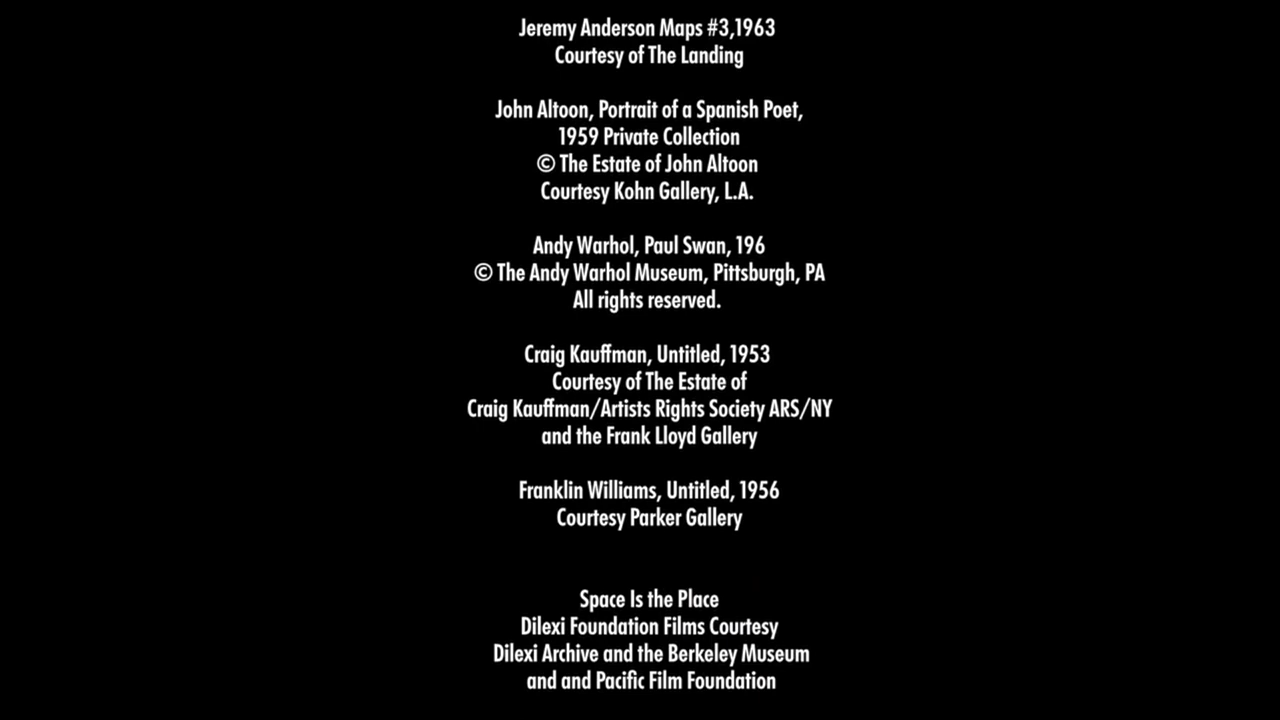 Jeremy Anderson Maps #3,1963
Courtesy of The Landing
John Altoon, Portrait of a Spanish Poet,
1959 Private Collection
© The Estate of John Altoon
Courtesy Kohn Gallery, L.A.
Andy Warhol, Paul Swan, 196
© The Andy Warhol Museum, Pittsburgh, PA
All rights reserved.
Craig Kauffman, Untitled, 1953
Courtesy of The Estate of
Craig Kauffman/Artists Rights Society ARS/NY
and the Frank Lloyd Gallery
Franklin Williams, Untitled, 1956
Courtesy Parker Gallery
Space Is the Place
Dilexi Foundation Films Courtesy
Dilexi Archive and the Berkeley Museum
and and Pacific Film Foundation